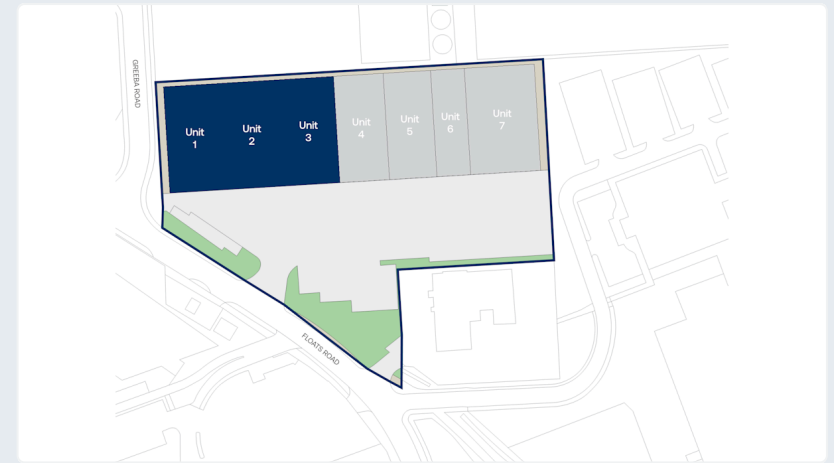 GREEBA ROAD
Unit
1
Unit
2
Unit
3
Unit
4
Unit
5
Unit
6
Unit
7
FLOATS ROAD